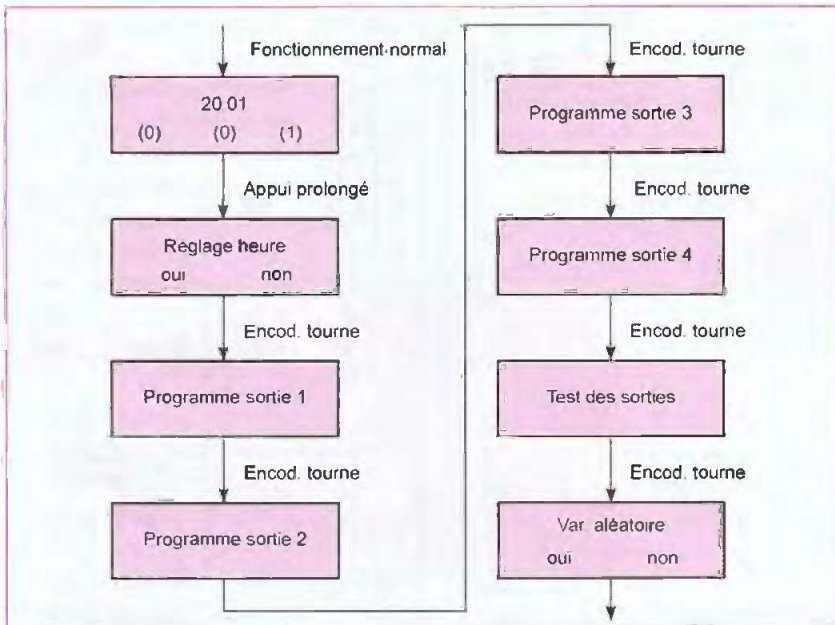 Fonctionnement normal
20 01
(0) (0) (1)
Appui prolongé
Réglage heure
oui non
Encod. tourne
Programme sortie 1
Encod. tourne
Programme sortie 2
Encod. tourne
Programme sortie 3
Encod. tourne
Programme sortie 4
Encod. tourne
Test des sorties
Encod. tourne
Var aléatoire
oui non